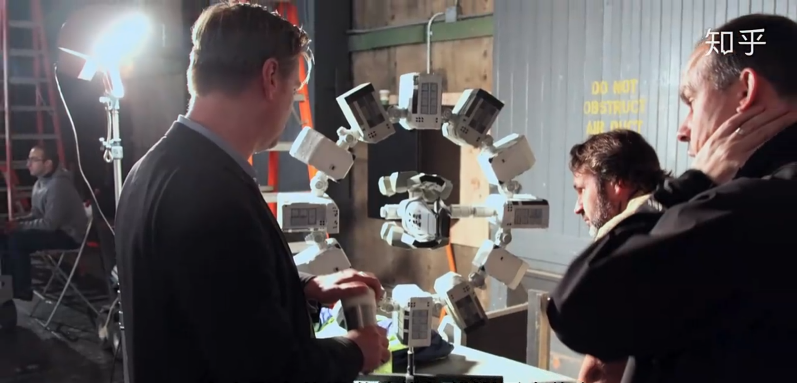 知乎
DO NOT
OBSTRUCT
AIR DUCT